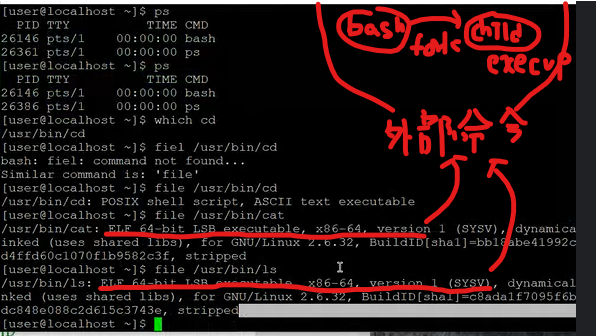 [user@localhost ~]$ ps
PID TTY TIME CMD
26146 pts/1 00:00:00 bash
26361 pts/1 00:00:00 ps
[user@localhost ~]$ ps
PID TTY TIME CMD
26146 pts/1 00:00:00 bash
26386 pts/1 00:00:00 ps
[user@localhost ~]$ which cd
/usr/bin/cd
[user@localhost ~]$ fiel /usr/bin/cd
bash: fiel: command not found...
Similar command is: 'file'
[user@localhost ~]$ file /usr/bin/cd
/usr/bin/cd: POSIX shell script, ASCII text executable
[user@localhost ~]$ file /usr/bin/cat
/usr/bin/cat: ELF 64-bit LSB executable, x86-64, version 1 (SYSV), dynamical
inked (uses shared libs), for GNU/Linux 2.6.32, BuildID[sha1]=bb18abe41992c
d4ffd60c1070f1b9582c3f, stripped
[user@localhost ~]$ file /usr/bin/ls
/usr/bin/ls: ELF 64-bit LSB executable, x86-64, version (SYSV), dynamical
nked (uses shared libs), for GNU/Linux 2.6.32, BuildID[sha1]=c8ada1f7095f6b
dc848e088c2d615c3743e, stripped
[user@localhost ~]$
bash
child
execvp
外部命令